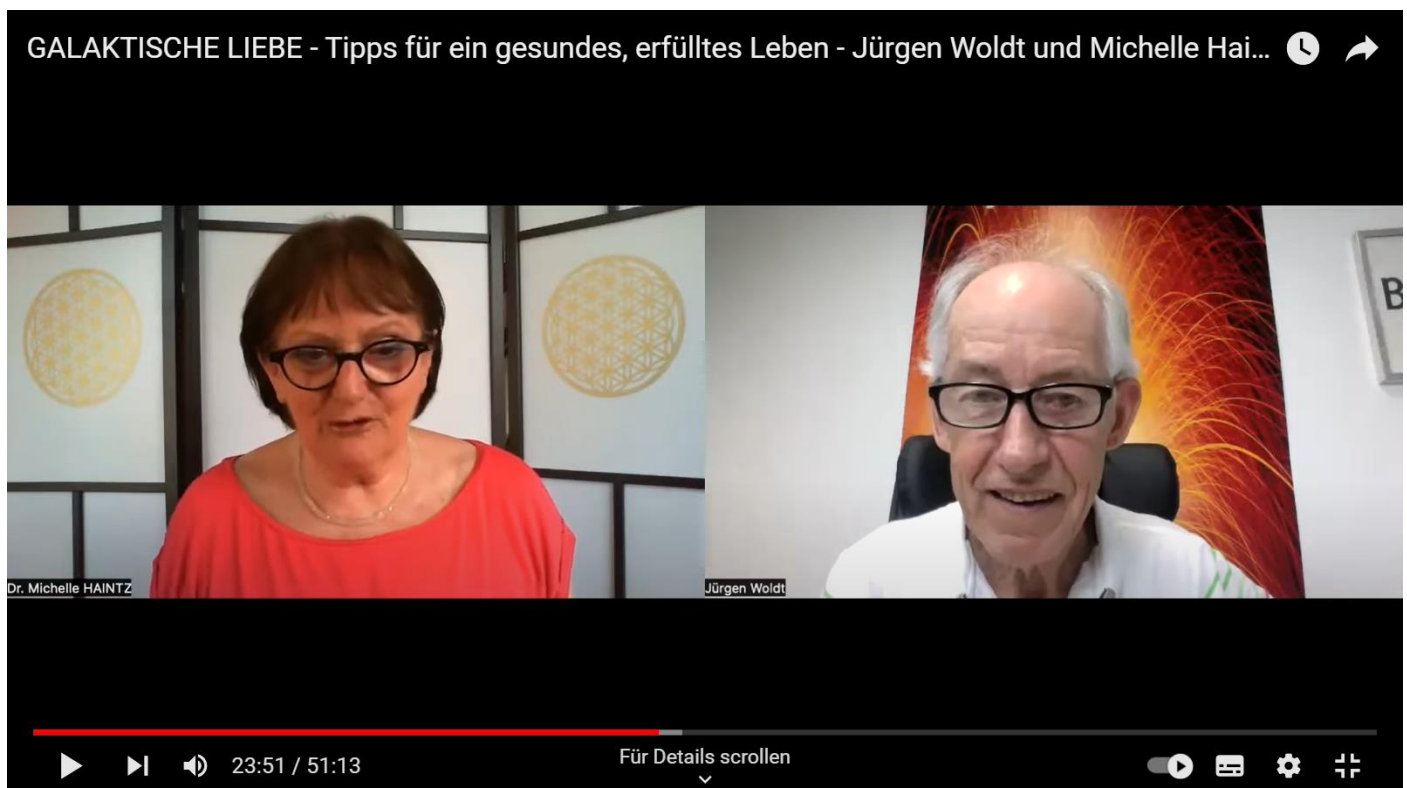 GALAKTISCHE LIEBE - Tipps für ein gesundes, erfülltes Leben - Jürgen Woldt und Michelle Hai...
B
Dr. Michelle HAINTZ
Jürgen Woldt
Für Details scrollen
23:51 / 51:13